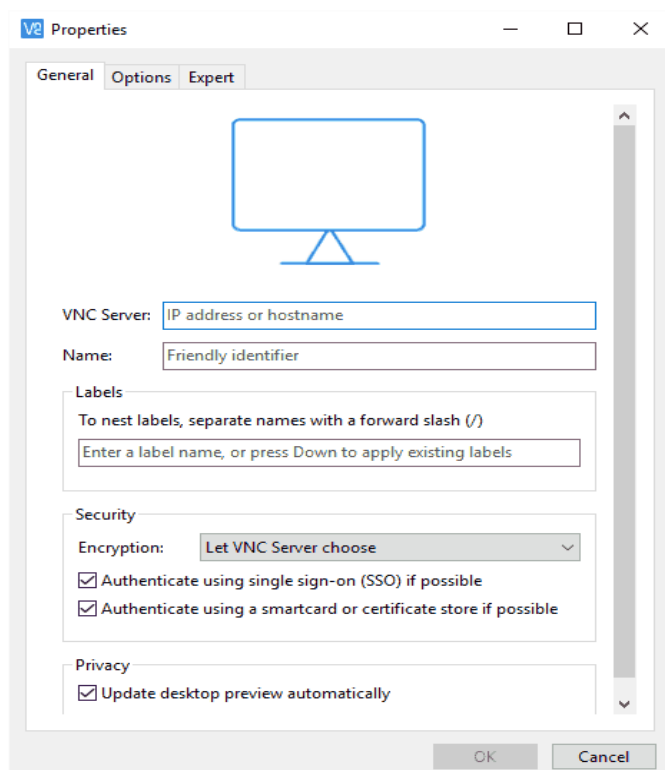 V2 Properties
General Options Expert
VNC Server: IP address or hostname
Name: Friendly identifier
Labels
To nest labels, separate names with a forward slash (/)
Enter a label name, or press Down to apply existing labels
Security
Encryption: Let VNC Server choose
Authenticate using single sign-on (SSO) if possible
Authenticate using a smartcard or certificate store if possible
Privacy
Update desktop preview automatically
OK Cancel